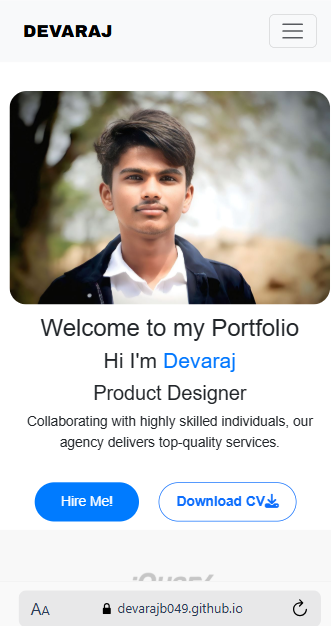 DEVARAJ
Welcome to my Portfolio
Hi I'm Devaraj
Product Designer
Collaborating with highly skilled individuals, our
agency delivers top-quality services.
Hire Me! Download CV
AA devarajb049.github.io